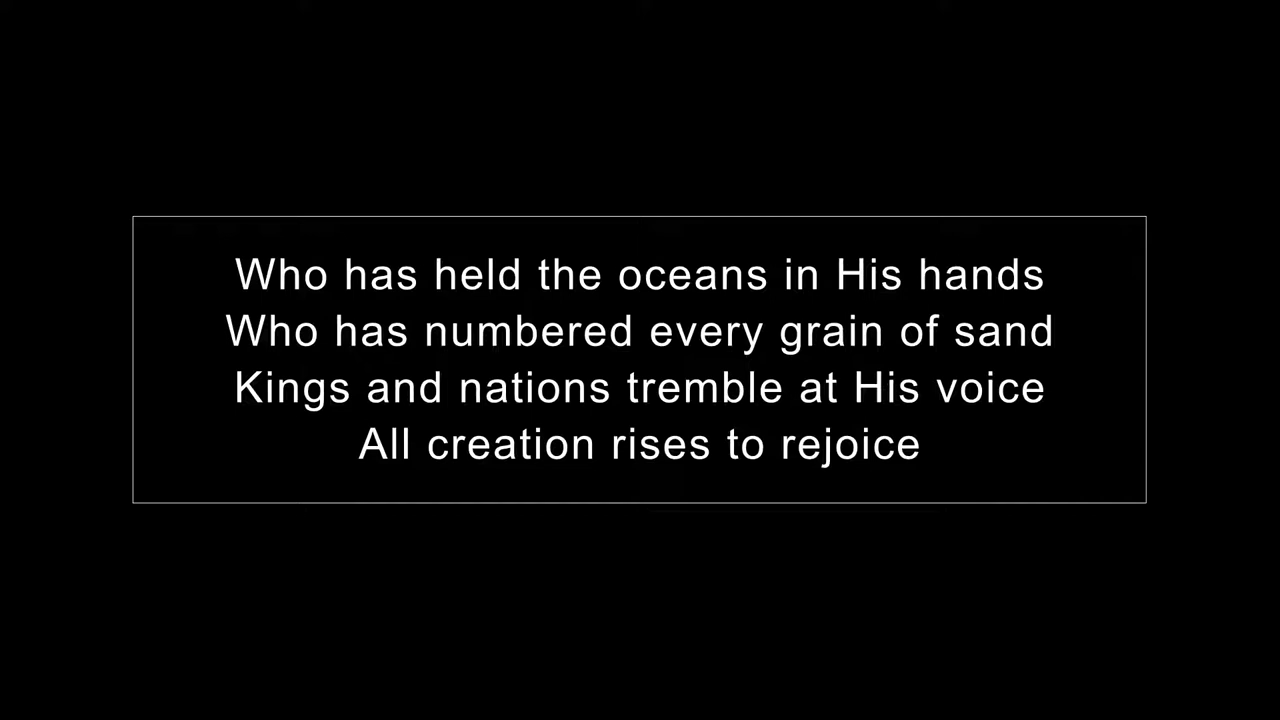 Who has held the oceans in His hands
Who has numbered every grain of sand
Kings and nations tremble at His voice
All creation rises to rejoice